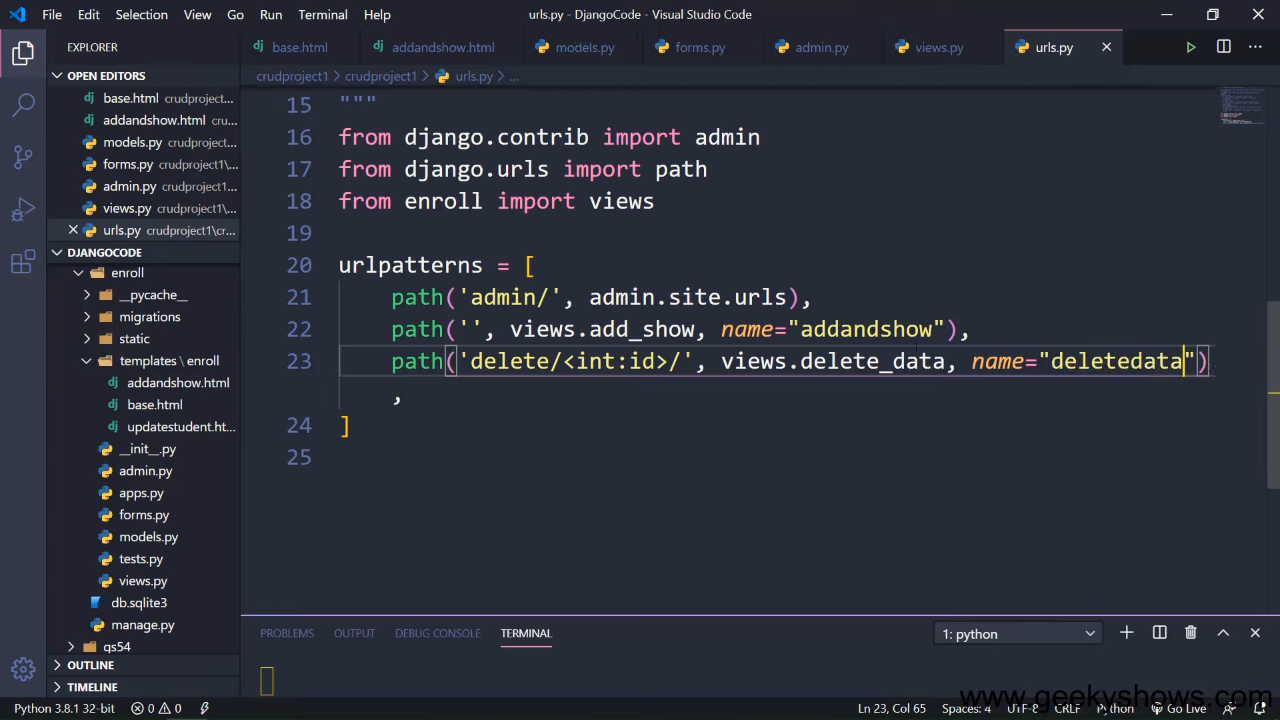 File Edit Selection View Go Run Terminal Help urls.py - DjangoCode - Visual Studio Code
EXPLORER
base.html addandshow.html models.py forms.py admin.py views.py urls.py
OPEN EDITORS
crudproject1 > crudproject1 > urls.py > ...
base.html crudproject...
addandshow.html cru...
models.py crudproject1\...
forms.py crudproject1\...
admin.py crudproject1\...
views.py crudproject1\...
urls.py crudproject1\cr...
DJANGOCODE
enroll
__pycache__
migrations
static
templates \ enroll
addandshow.html
base.html
updatestudent.ht...
__init__.py
admin.py
apps.py
forms.py
models.py
tests.py
views.py
db.sqlite3
manage.py
gs54
OUTLINE
TIMELINE
15 """
16 from django.contrib import admin
17 from django.urls import path
18 from enroll import views
19
20 urlpatterns = [
21 path('admin/', admin.site.urls),
22 path('', views.add_show, name="addandshow"),
23 path('delete/<int:id>/', views.delete_data, name="deletedata")
,
24 ]
25
PROBLEMS OUTPUT DEBUG CONSOLE TERMINAL 1: python
www.geekyshows.com
Python 3.8.1 32-bit 0 0 Ln 23, Col 65 Spaces: 4 UTF-8 CRLF Python Go Live